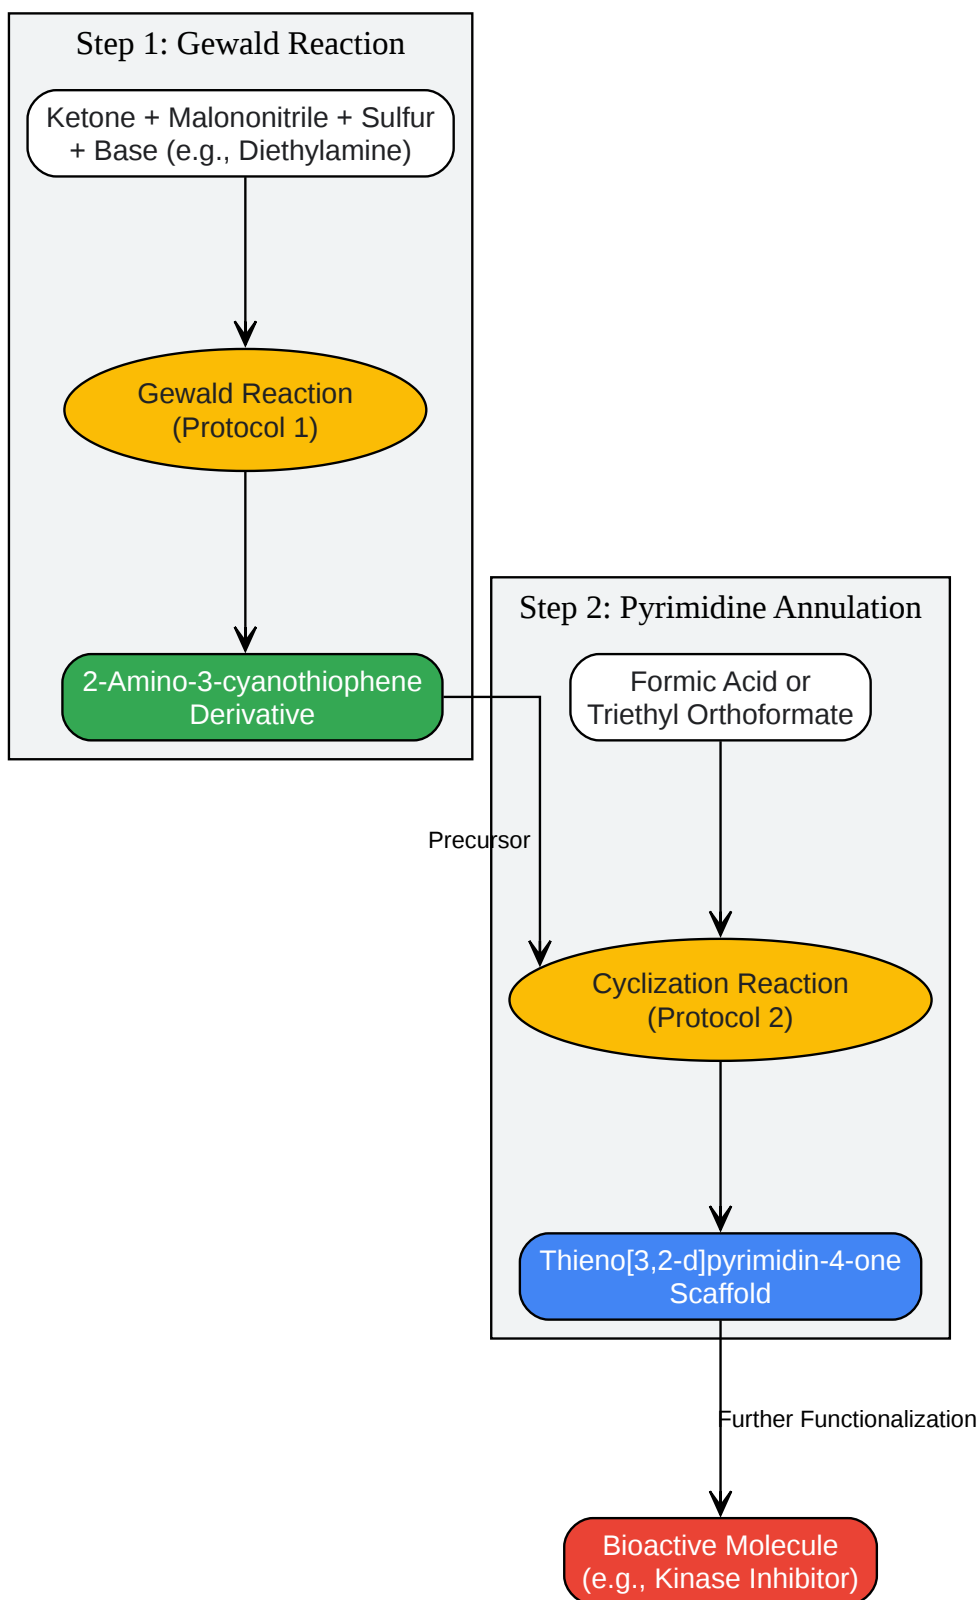 Step 1: Gewald Reaction
Ketone + Malononitrile + Sulfur
+ Base (e.g., Diethylamine)
Gewald Reaction
(Protocol 1)
2-Amino-3-cyanothiophene
Derivative
Step 2: Pyrimidine Annulation
Formic Acid or
Triethyl Orthoformate
Precursor
Cyclization Reaction
(Protocol 2)
Thieno[3,2-d]pyrimidin-4-one
Scaffold
Further Functionalization
Bioactive Molecule
(e.g., Kinase Inhibitor)